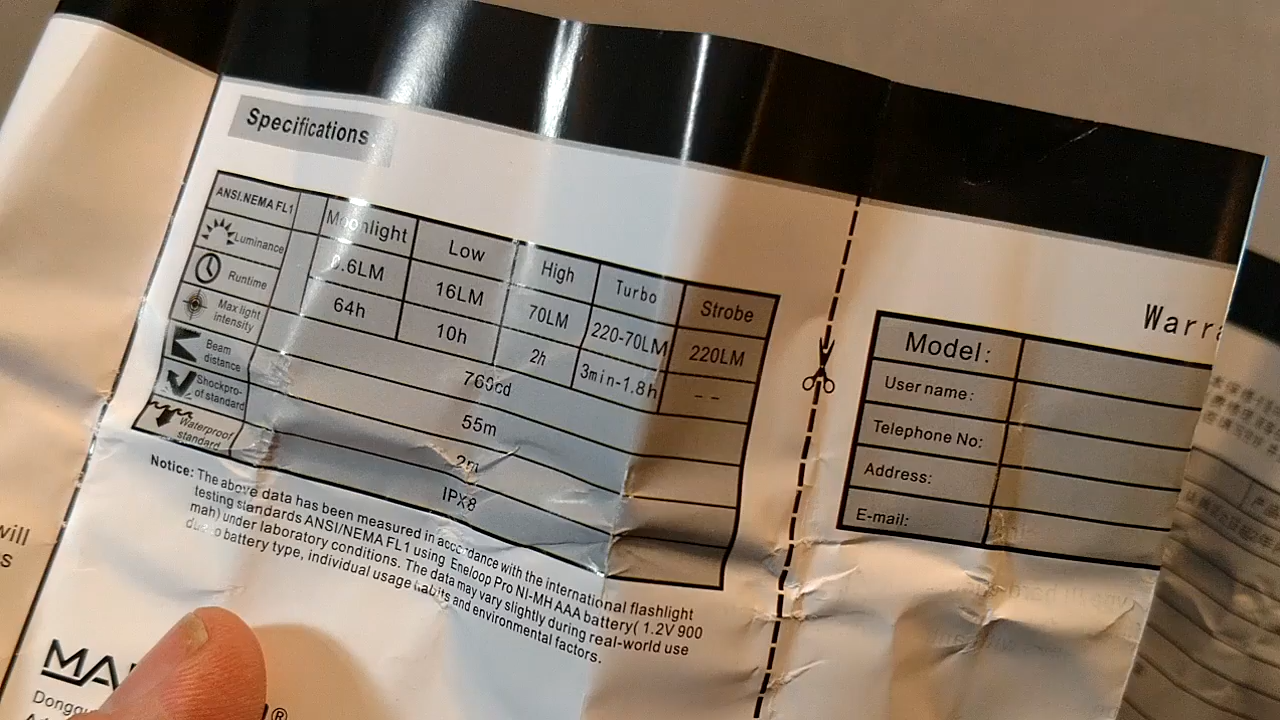 Specifications
ANSI.NEMA FL1 Moonlight Low High Turbo Strobe
Luminance 0.6LM 16LM 70LM 220-70LM 220LM
Runtime 64h 10h 2h 3min-1.8h --
Max light intensity 760cd
Beam distance 55m
Shockpro-of standard 2m
Waterproof standard IPX8
Notice: The above data has been measured in accordance with the international flashlight
testing standards ANSI/NEMA FL1 using Eneloop Pro NI-MH AAA battery( 1.2V 900
mah) under laboratory conditions. The data may vary slightly during real-world use
due to battery type, individual usage habits and environmental factors.
Model:
User name:
Telephone No:
Address:
E-mail:
will